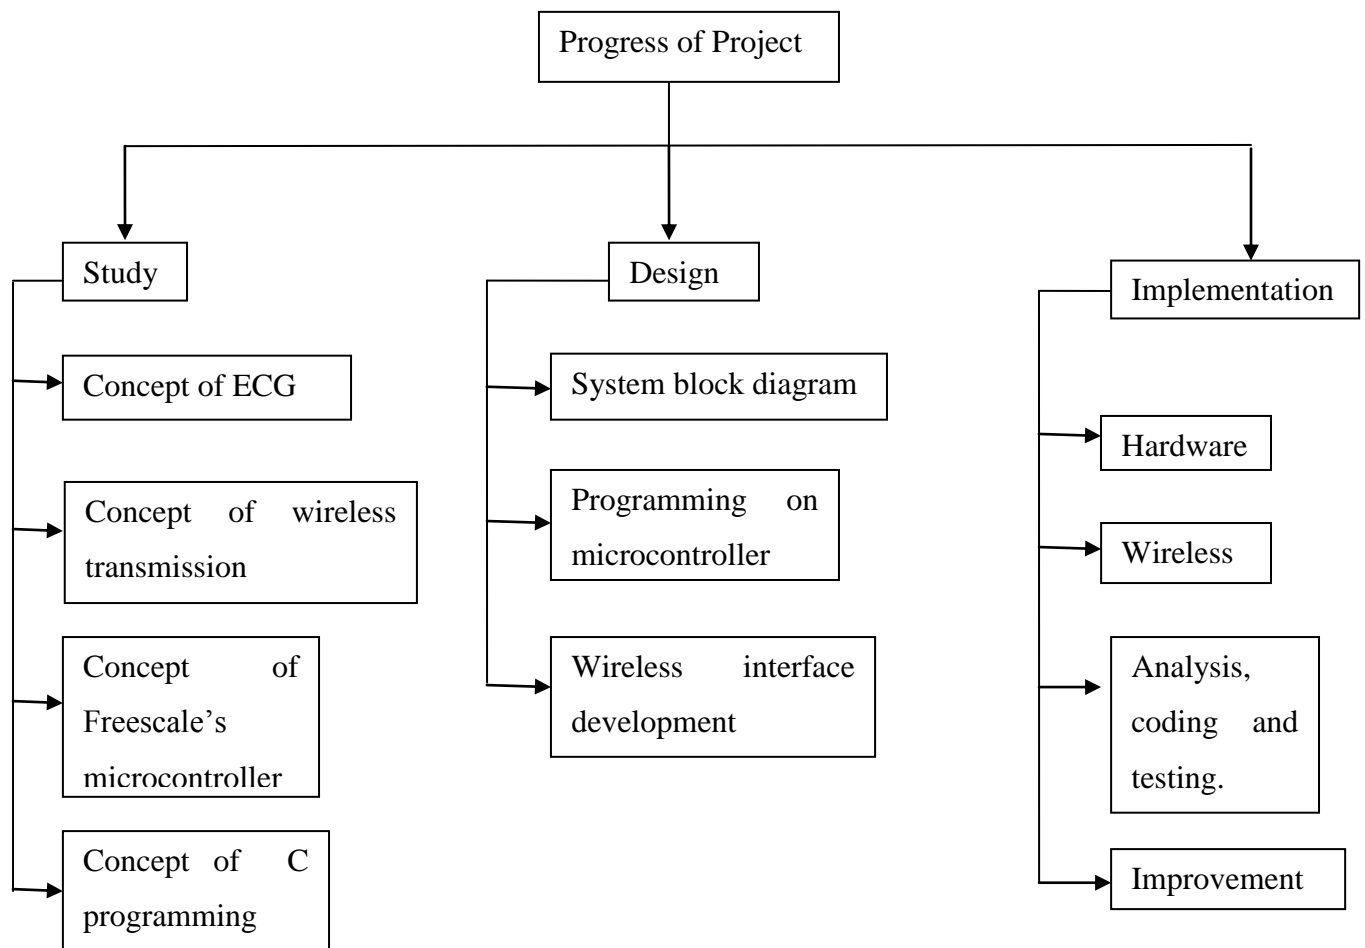 Progress of Project
Study
Concept of ECG
Concept of wireless
transmission
Concept of
Freescale’s
microcontroller
Concept of C
programming
Design
System block diagram
Programming on
microcontroller
Wireless interface
development
Implementation
Hardware
Wireless
Analysis,
coding and
testing.
Improvement